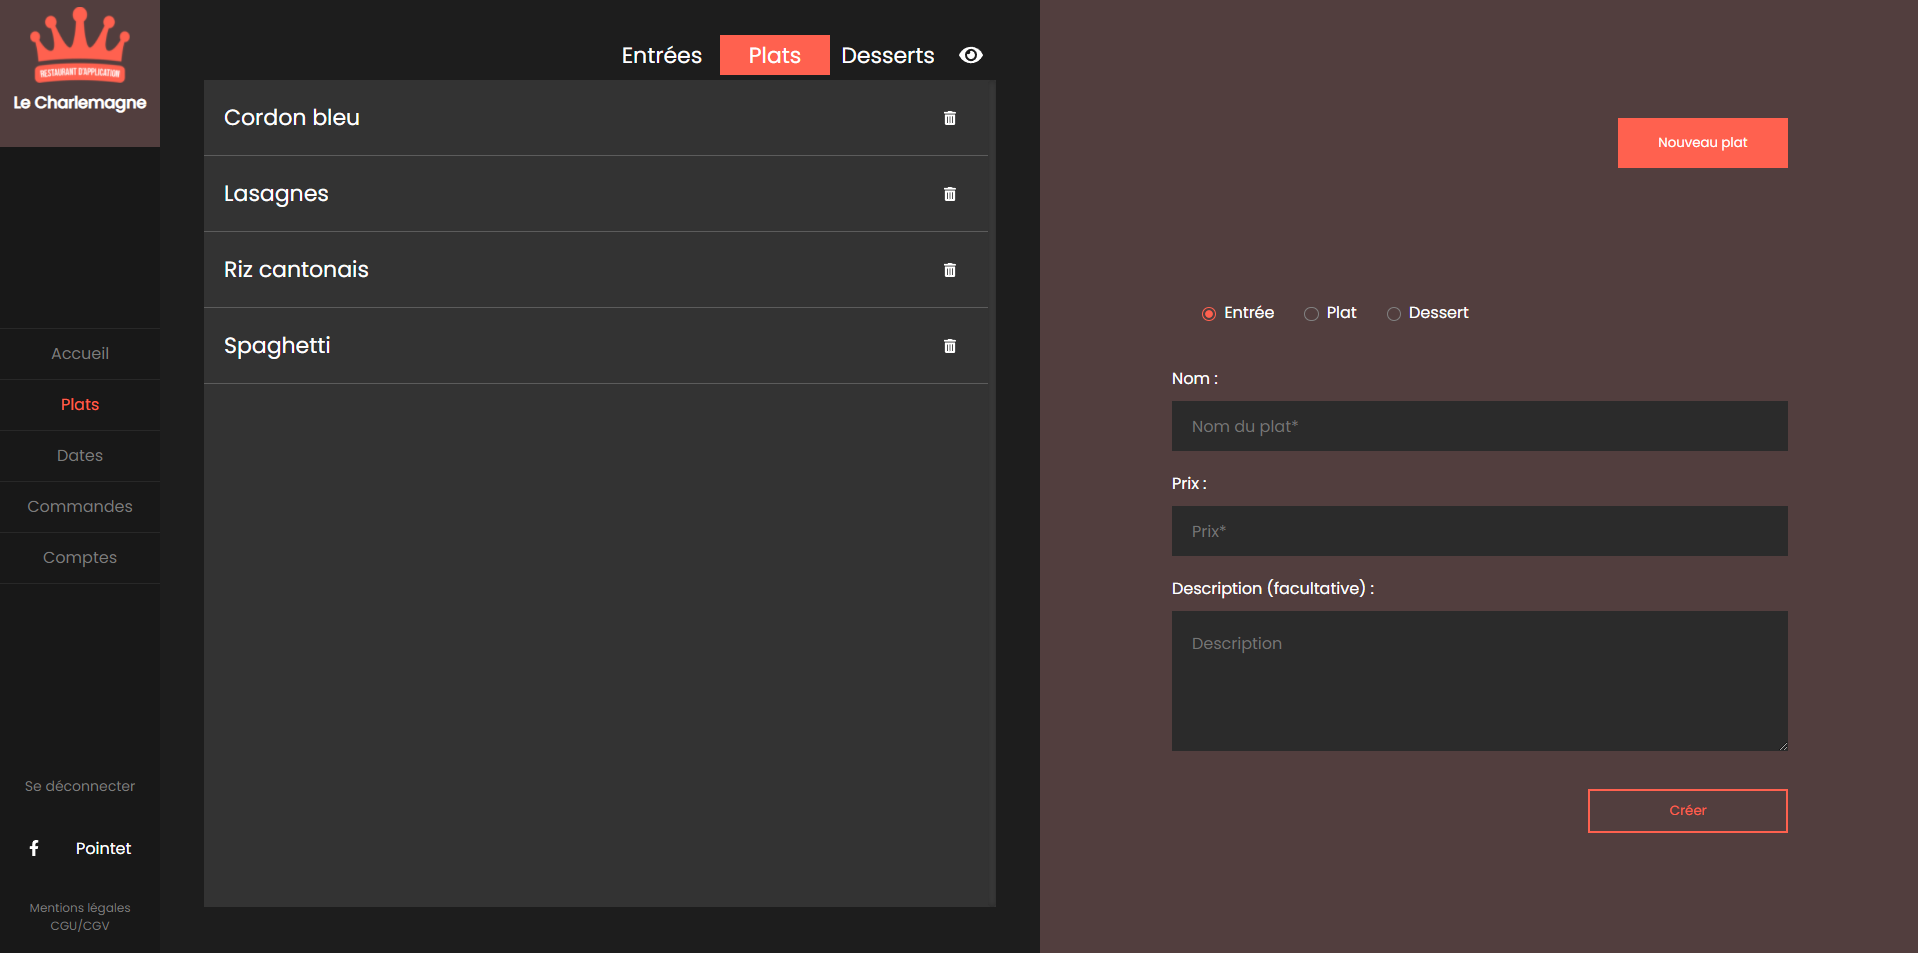 RESTAURANT D'APPLICATION
Le Charlemagne
Accueil
Plats
Dates
Commandes
Comptes
Se déconnecter
Pointet
Mentions légales
CGU/CGV
Entrées Plats Desserts
Cordon bleu
Lasagnes
Riz cantonais
Spaghetti
Nouveau plat
Entrée Plat Dessert
Nom :
Nom du plat*
Prix :
Prix*
Description (facultative) :
Description
Créer